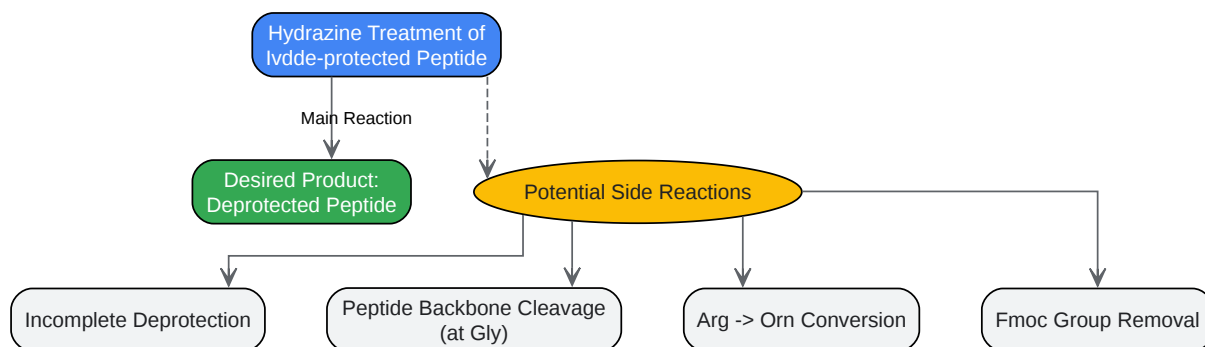 Hydrazine Treatment of
Ivdde-protected Peptide
Main Reaction
Desired Product:
Deprotected Peptide
Potential Side Reactions
Incomplete Deprotection
Peptide Backbone Cleavage
(at Gly)
Arg -> Orn Conversion
Fmoc Group Removal